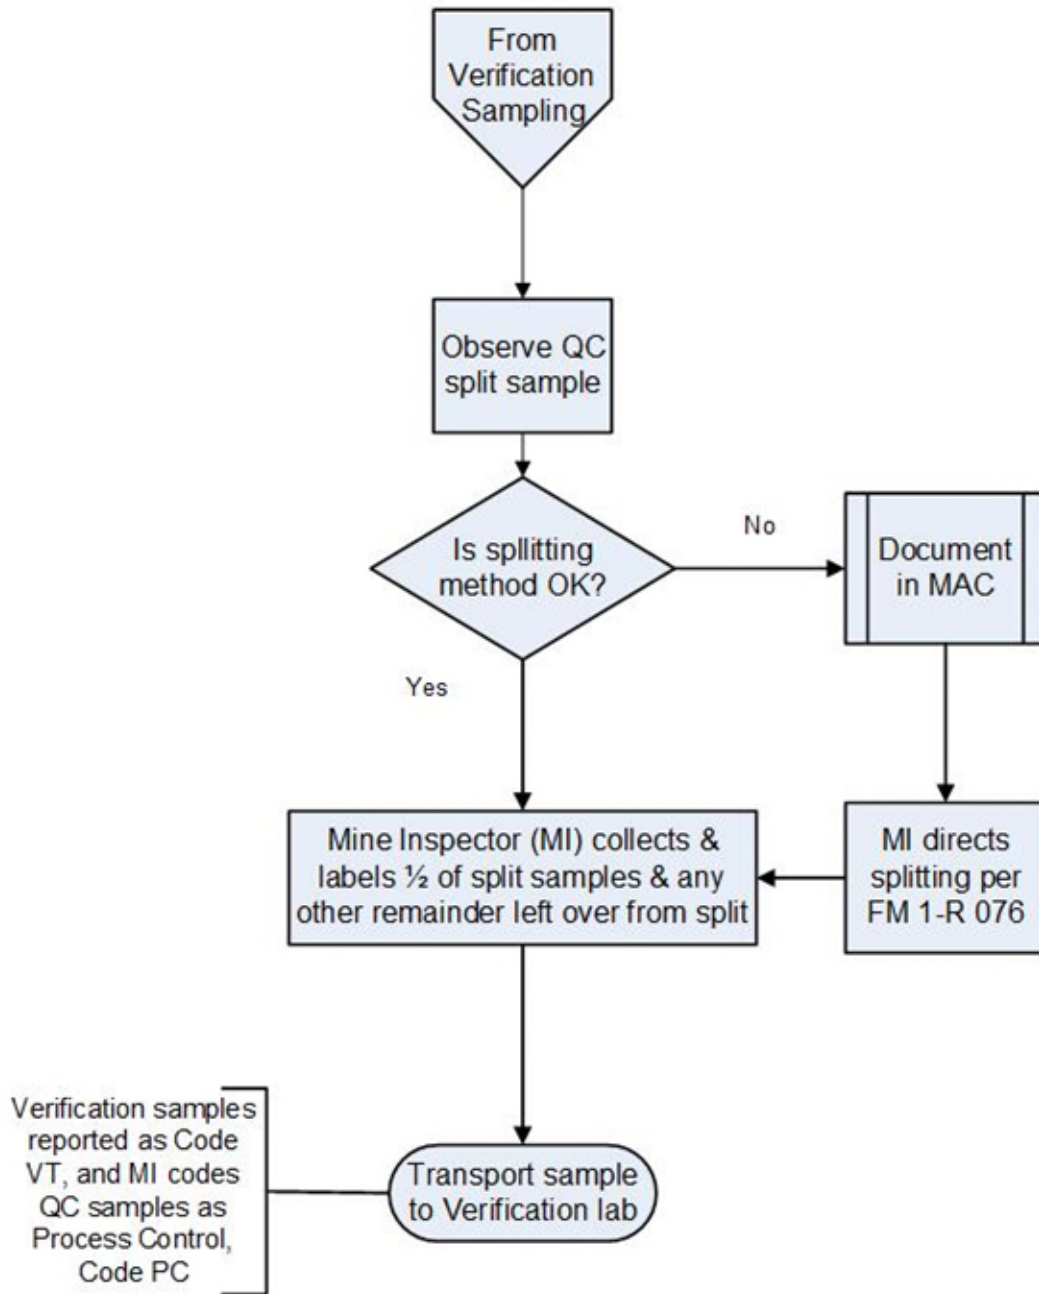 From
Verification
Sampling
Observe QC
split sample
Is spllitting
method OK?
No
Document
in MAC
Yes
Mine Inspector (MI) collects &
labels ½ of split samples & any
other remainder left over from split
MI directs
splitting per
FM 1-R 076
Verification samples
reported as Code
VT, and MI codes
QC samples as
Process Control,
Code PC
Transport sample
to Verification lab